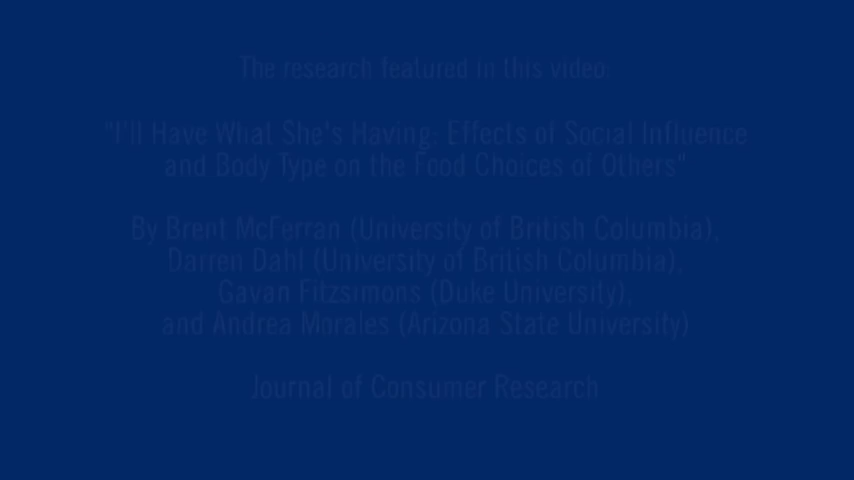 The research featured in this video:
"I'll Have What She's Having: Effects of Social Influence
and Body Type on the Food Choices of Others"
By Brent McFerran (University of British Columbia),
Darren Dahl (University of British Columbia),
Gavan Fitzsimons (Duke University),
and Andrea Morales (Arizona State University)
Journal of Consumer Research